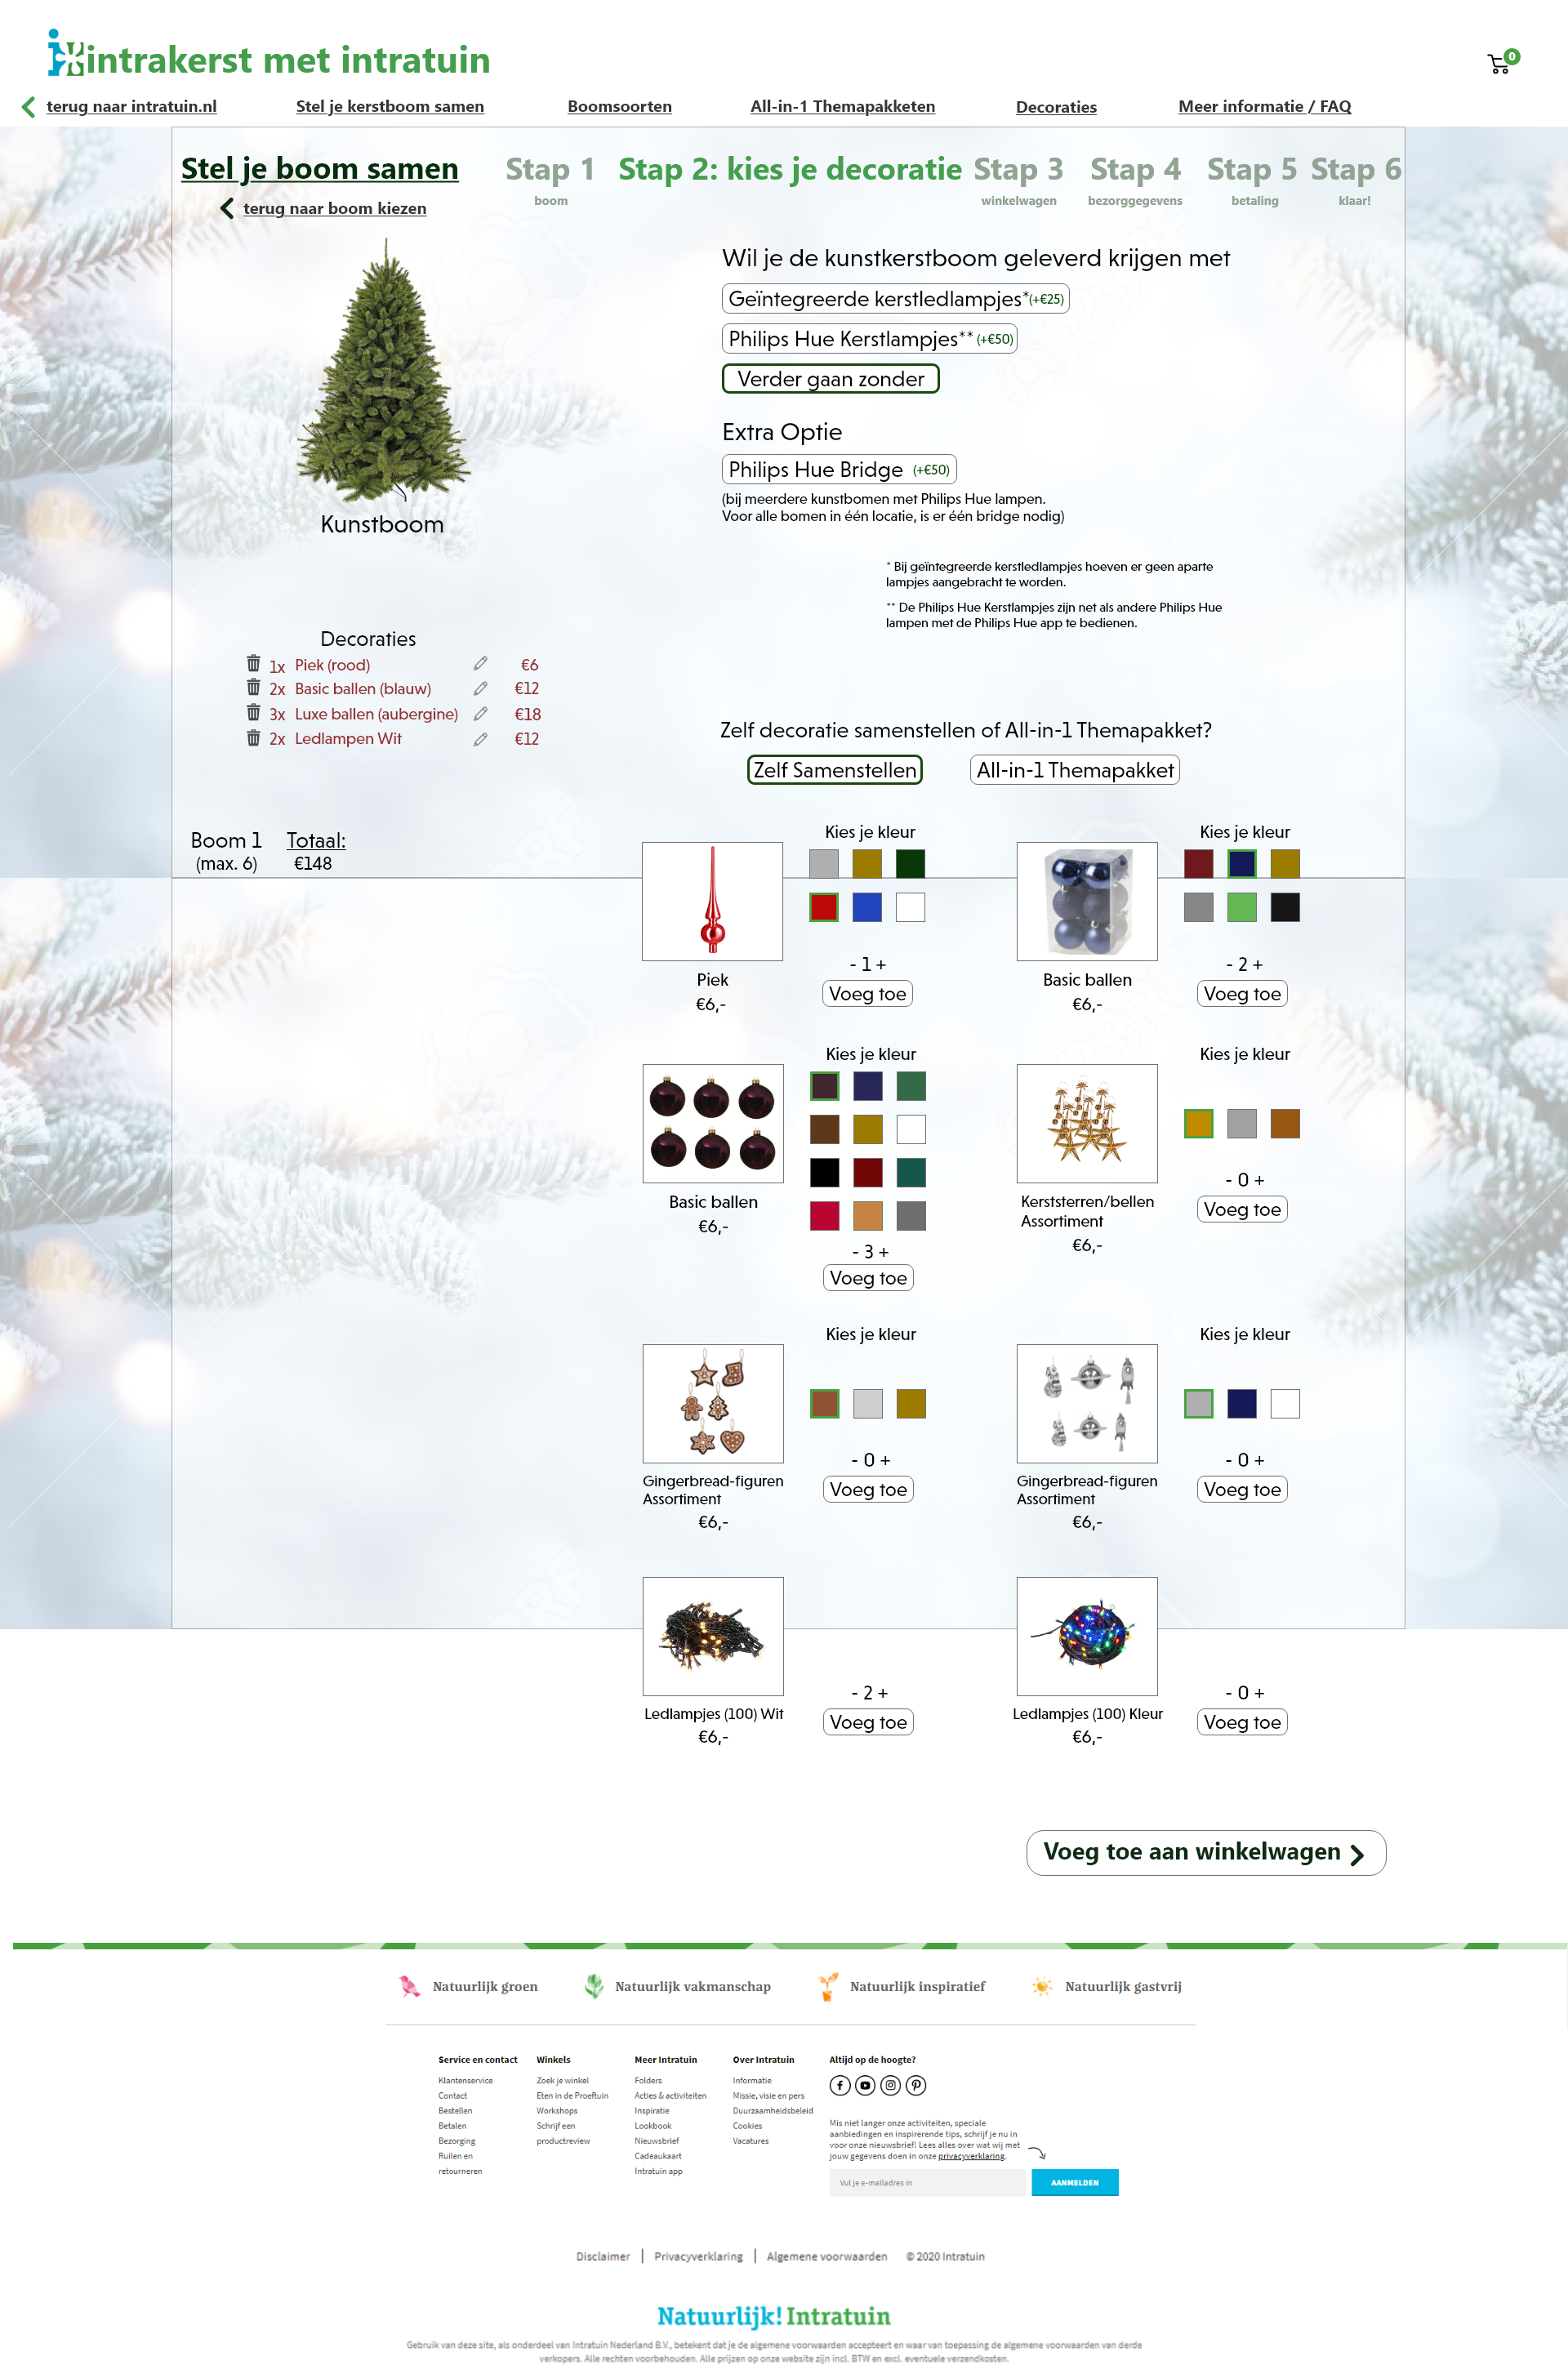 intrakerst met intratuin
0
terug naar intratuin.nl
Stel je kerstboom samen
Boomsoorten
All-in-1 Themapakketen
Decoraties
Meer informatie / FAQ
Stel je boom samen
terug naar boom kiezen
Stap 1
boom
Stap 2: kies je decoratie
Stap 3
winkelwagen
Stap 4
bezorggegevens
Stap 5
betaling
Stap 6
klaar!
Kunstboom
Wil je de kunstkerstboom geleverd krijgen met
Geïntegreerde kerstledlampjes*(+€25)
Philips Hue Kerstlampjes** (+€50)
Verder gaan zonder
Extra Optie
Philips Hue Bridge (+€50)
(bij meerdere kunstbomen met Philips Hue lampen.
Voor alle bomen in één locatie, is er één bridge nodig)
* Bij geïntegreerde kerstledlampjes hoeven er geen aparte
lampjes aangebracht te worden.
** De Philips Hue Kerstlampjes zijn net als andere Philips Hue
lampen met de Philips Hue app te bedienen.
Decoraties
1x Piek (rood) €6
2x Basic ballen (blauw) €12
3x Luxe ballen (aubergine) €18
2x Ledlampen Wit €12
Boom 1
(max. 6)
Totaal:
€148
Zelf decoratie samenstellen of All-in-1 Themapakket?
Zelf Samenstellen
All-in-1 Themapakket
Kies je kleur
Piek
€6,-
- 1 +
Voeg toe
Kies je kleur
Basic ballen
€6,-
- 2 +
Voeg toe
Kies je kleur
Basic ballen
€6,-
- 3 +
Voeg toe
Kies je kleur
Kerststerren/bellen
Assortiment
€6,-
- 0 +
Voeg toe
Kies je kleur
Gingerbread-figuren
Assortiment
€6,-
- 0 +
Voeg toe
Kies je kleur
Gingerbread-figuren
Assortiment
€6,-
- 0 +
Voeg toe
Ledlampjes (100) Wit
€6,-
- 2 +
Voeg toe
Ledlampjes (100) Kleur
€6,-
- 0 +
Voeg toe
Voeg toe aan winkelwagen
Natuurlijk groen
Natuurlijk vakmanschap
Natuurlijk inspiratief
Natuurlijk gastvrij
Service en contact
Klantenservice
Contact
Bestellen
Betalen
Bezorging
Ruilen en
retourneren
Winkels
Zoek je winkel
Eten in de Proeftuin
Workshops
Schrijf een
productreview
Meer Intratuin
Folders
Acties & activiteiten
Inspiratie
Lookbook
Nieuwsbrief
Cadeaukaart
Intratuin app
Over Intratuin
Informatie
Missie, visie en pers
Duurzaamheidsbeleid
Cookies
Vacatures
Altijd op de hoogte?
Mis niet langer onze activiteiten, speciale
aanbiedingen en inspirerende tips, schrijf je nu in
voor onze nieuwsbrief! Lees alles over wat wij met
jouw gegevens doen in onze privacyverklaring.
Vul je e-mailadres in
AANMELDEN
Disclaimer
Privacyverklaring
Algemene voorwaarden
© 2020 Intratuin
Natuurlijk! Intratuin
Gebruik van deze site, als onderdeel van Intratuin Nederland B.V., betekent dat je de algemene voorwaarden accepteert en waar van toepassing de algemene voorwaarden van derde
verkopers. Alle rechten voorbehouden. Alle prijzen op onze website zijn incl. BTW en excl. eventuele verzendkosten.